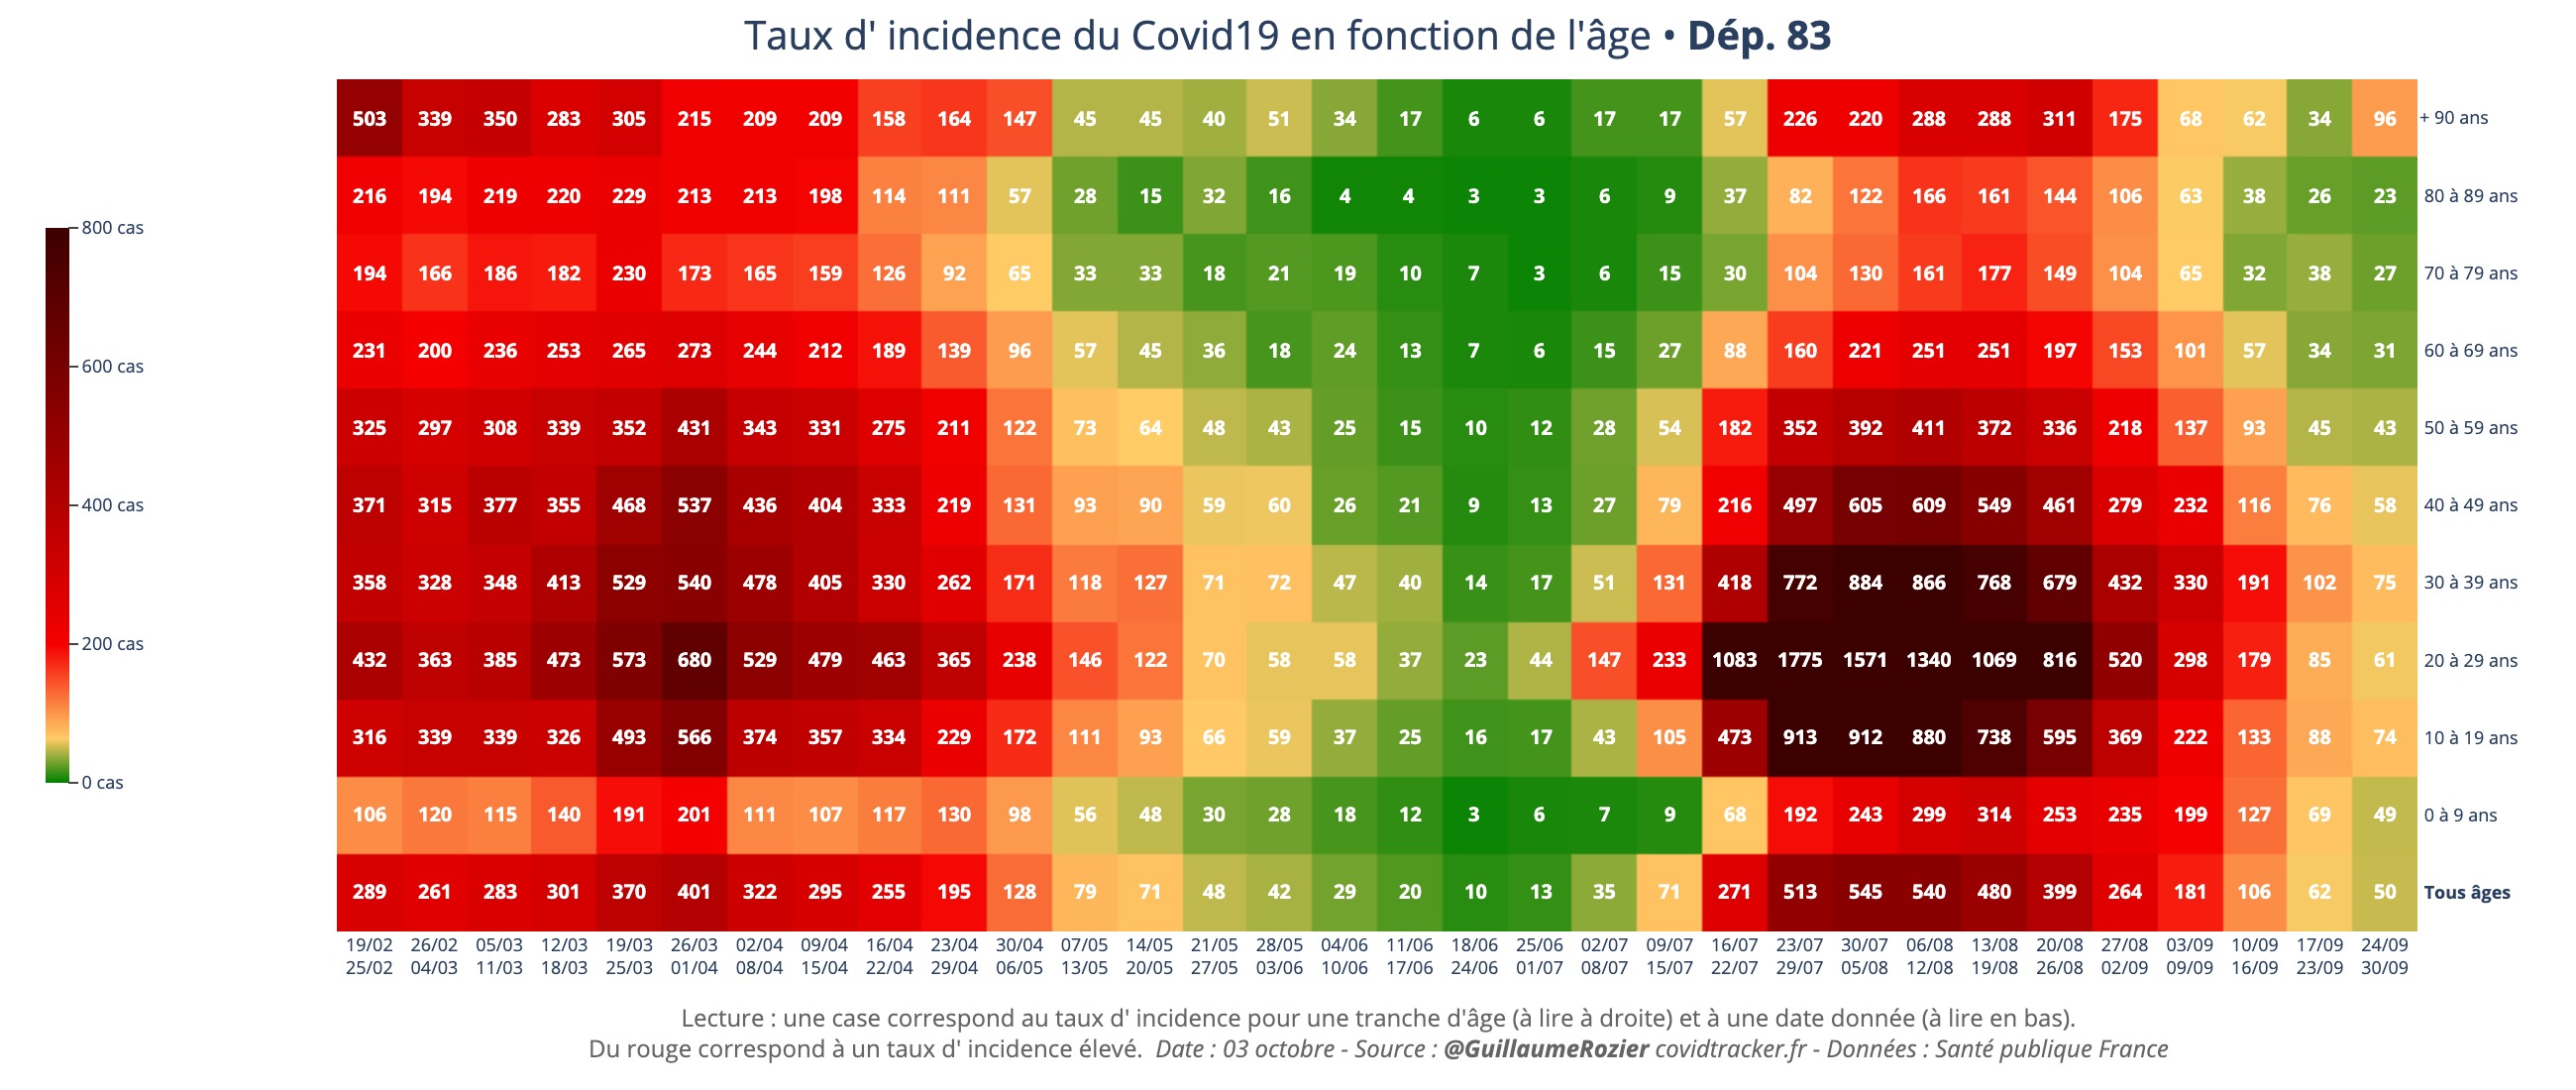 Taux d' incidence du Covid19 en fonction de l'âge • Dép. 83
503 339 350 283 305 215 209 209 158 164 147 45 45 40 51 34 17 6 6 17 17 57 226 220 288 288 311 175 68 62 34 96 + 90 ans
216 194 219 220 229 213 213 198 114 111 57 28 15 32 16 4 4 3 3 6 9 37 82 122 166 161 144 106 63 38 26 23 80 à 89 ans
800 cas
194 166 186 182 230 173 165 159 126 92 65 33 33 18 21 19 10 7 3 6 15 30 104 130 161 177 149 104 65 32 38 27 70 à 79 ans
231 200 236 253 265 273 244 212 189 139 96 57 45 36 18 24 13 7 6 15 27 88 160 221 251 251 197 153 101 57 34 31 60 à 69 ans
600 cas
325 297 308 339 352 431 343 331 275 211 122 73 64 48 43 25 15 10 12 28 54 182 352 392 411 372 336 218 137 93 45 43 50 à 59 ans
400 cas
371 315 377 355 468 537 436 404 333 219 131 93 90 59 60 26 21 9 13 27 79 216 497 605 609 549 461 279 232 116 76 58 40 à 49 ans
358 328 348 413 529 540 478 405 330 262 171 118 127 71 72 47 40 14 17 51 131 418 772 884 866 768 679 432 330 191 102 75 30 à 39 ans
200 cas
432 363 385 473 573 680 529 479 463 365 238 146 122 70 58 58 37 23 44 147 233 1083 1775 1571 1340 1069 816 520 298 179 85 61 20 à 29 ans
316 339 339 326 493 566 374 357 334 229 172 111 93 66 59 37 25 16 17 43 105 473 913 912 880 738 595 369 222 133 88 74 10 à 19 ans
0 cas
106 120 115 140 191 201 111 107 117 130 98 56 48 30 28 18 12 3 6 7 9 68 192 243 299 314 253 235 199 127 69 49 0 à 9 ans
289 261 283 301 370 401 322 295 255 195 128 79 71 48 42 29 20 10 13 35 71 271 513 545 540 480 399 264 181 106 62 50 Tous âges
19/02 26/02 05/03 12/03 19/03 26/03 02/04 09/04 16/04 23/04 30/04 07/05 14/05 21/05 28/05 04/06 11/06 18/06 25/06 02/07 09/07 16/07 23/07 30/07 06/08 13/08 20/08 27/08 03/09 10/09 17/09 24/09
25/02 04/03 11/03 18/03 25/03 01/04 08/04 15/04 22/04 29/04 06/05 13/05 20/05 27/05 03/06 10/06 17/06 24/06 01/07 08/07 15/07 22/07 29/07 05/08 12/08 19/08 26/08 02/09 09/09 16/09 23/09 30/09
Lecture : une case correspond au taux d' incidence pour une tranche d'âge (à lire à droite) et à une date donnée (à lire en bas).
Du rouge correspond à un taux d' incidence élevé. Date : 03 octobre - Source : @GuillaumeRozier covidtracker.fr - Données : Santé publique France